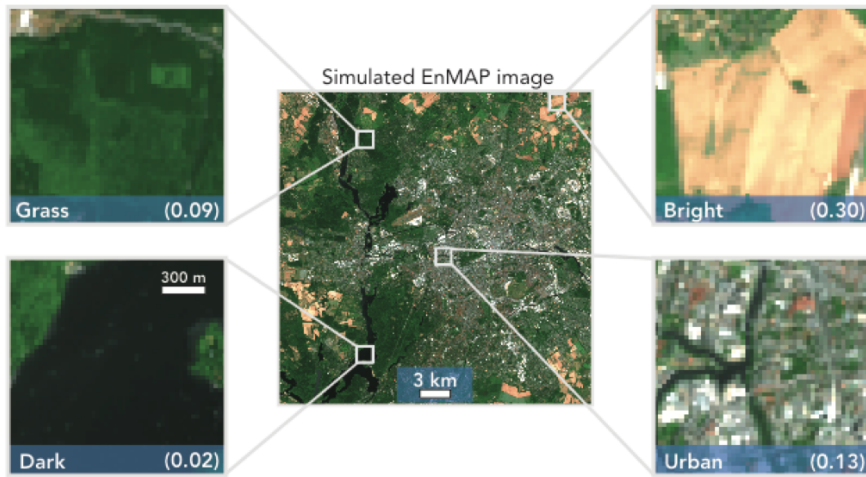 Simulated EnMAP image
Grass (0.09)
Bright (0.30)
300 m
3 km
Dark (0.02)
Urban (0.13)